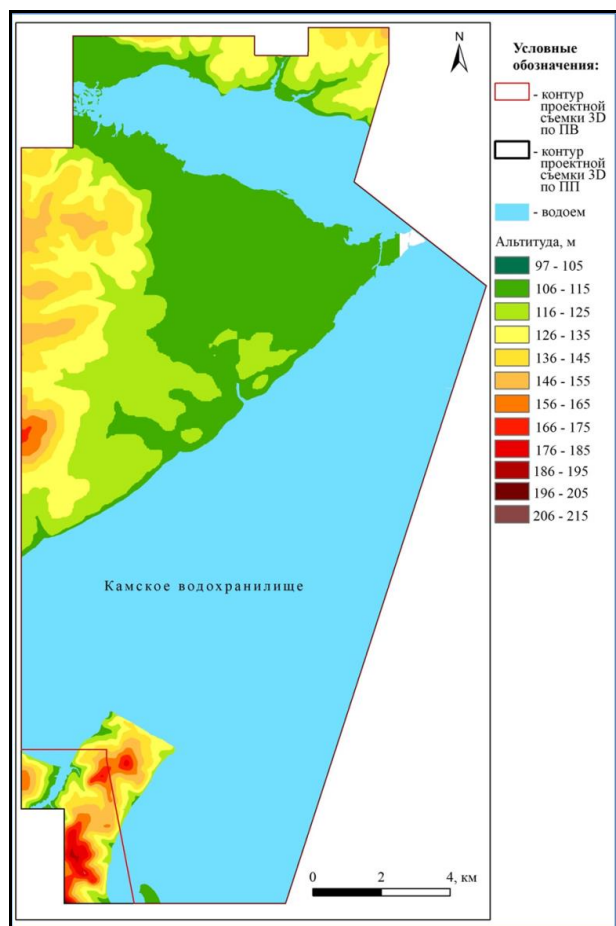 N
Условные
обозначения:
- контур
проектной
съемки 3D
по ПВ
- контур
проектной
съемки 3D
по ПП
- водоем
Альтитуда, м
97 - 105
106 - 115
116 - 125
126 - 135
136 - 145
146 - 155
156 - 165
166 - 175
176 - 185
186 - 195
196 - 205
206 - 215
Камское водохранилище
0 2 4, км